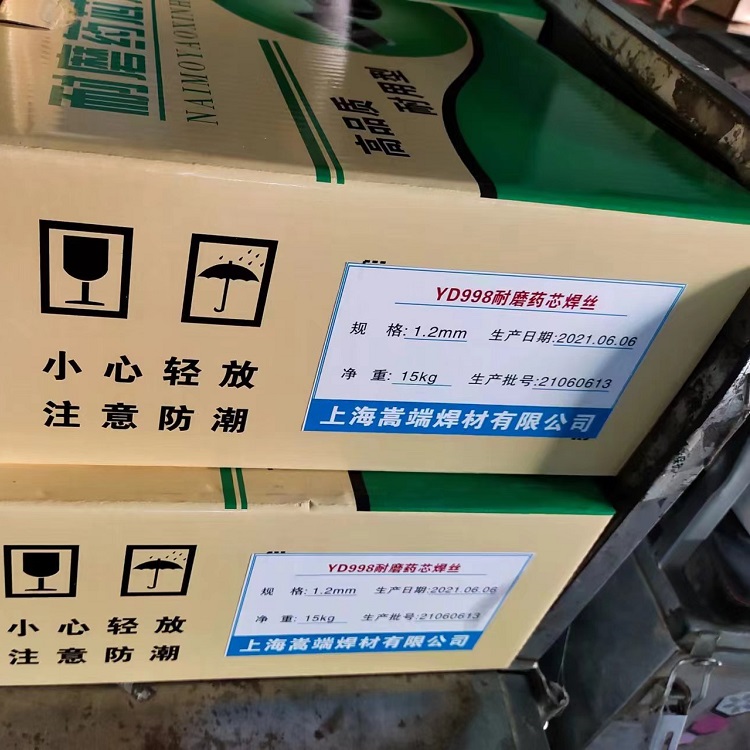 耐磨药芯
NAIMOYAOXINH
高品质
耐用型
小心轻放
注意防潮
YD998耐磨药芯焊丝
规 格:1.2mm 生产日期:2021.06.06
净 重:15kg 生产批号:21060613
上海嵩端焊材有限公司
小心轻放
注意防潮
YD998耐磨药芯焊丝
规 格:1.2mm 生产日期:2021.06.06
净 重:15kg 生产批号:21060613
上海嵩端焊材有限公司